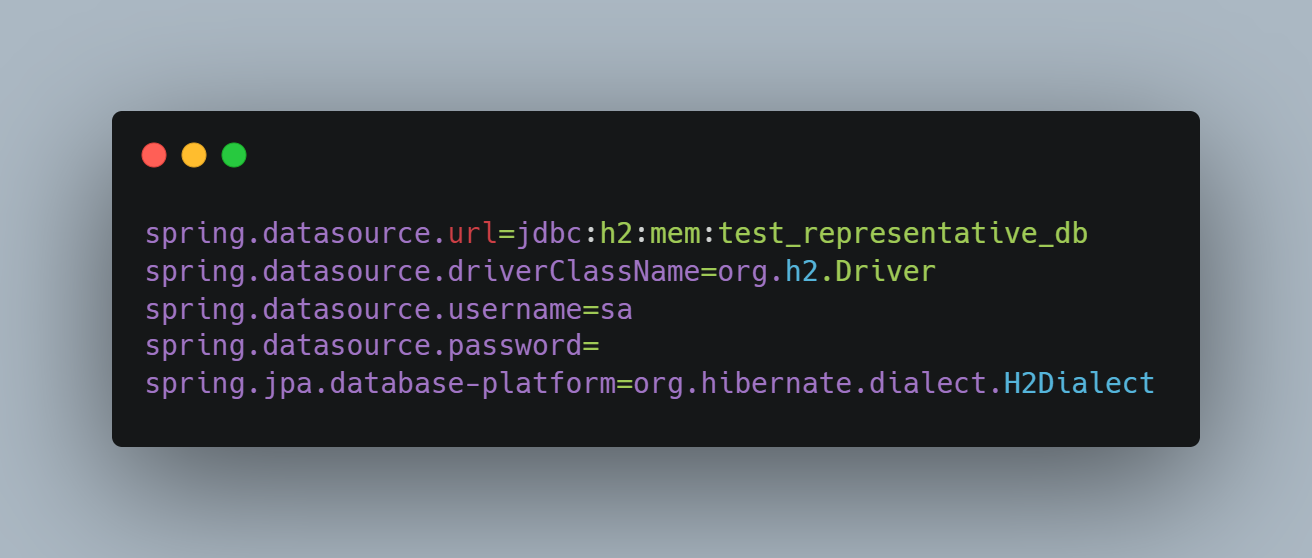 spring.datasource.url=jdbc:h2:mem:test_representative_db
spring.datasource.driverClassName=org.h2.Driver
spring.datasource.username=sa
spring.datasource.password=
spring.jpa.database-platform=org.hibernate.dialect.H2Dialect